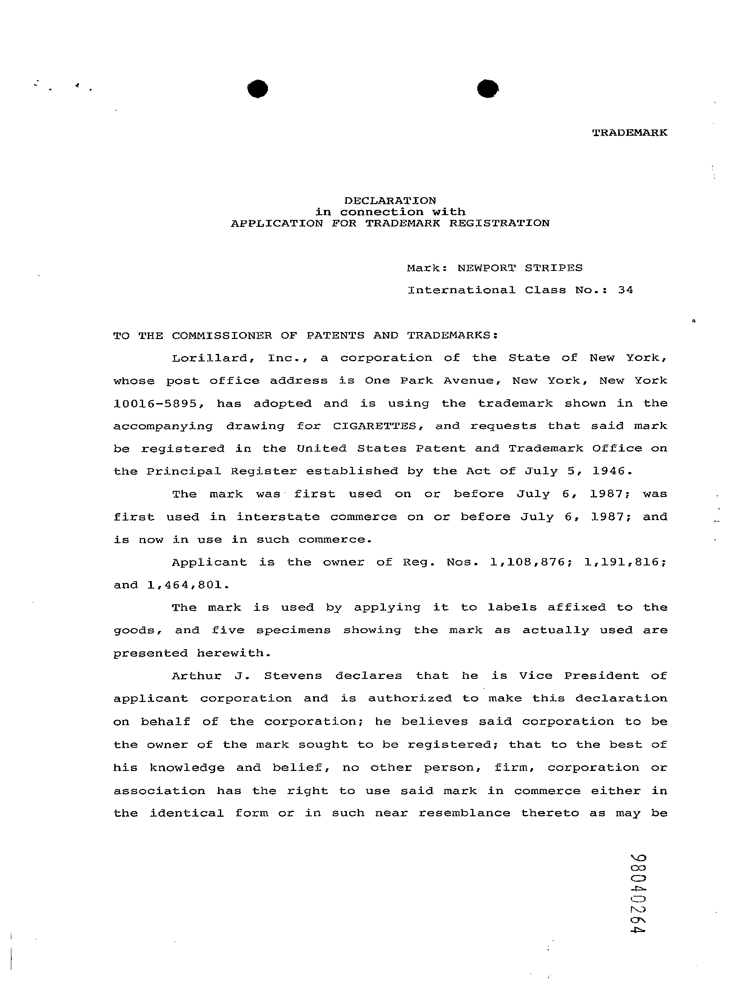 TRADEMARK
DECLARATION
in connection with
APPLICATION FOR TRADEMARK REGISTRATION
Mark: NEWPORT STRIPES
International Class No.: 34
TO THE COMMISSIONER OF PATENTS AND TRADEMARKS:
Lorillard, Inc., a corporation of the State of New York,
whose post office address is One Park Avenue, New York, New York
10016-5895, has adopted and is using the trademark shown in the
accompanying drawing for CIGARETTES, and requests that said mark
be registered in the United States Patent and Trademark Office on
the Principal Register established by the Act of July 5, 1946.
The mark was first used on or before July 6, 1987; was
first used in interstate commerce on or before July 6, 1987; and
is now in use in such commerce.
Applicant is the owner of Reg. Nos. 1,108,876; 1,191,816;
and 1,464,801.
The mark is used by applying it to labels affixed to the
goods, and five specimens showing the mark as actually used are
presented herewith.
Arthur J. Stevens declares that he is Vice President of
applicant corporation and is authorized to make this declaration
on behalf of the corporation; he believes said corporation to be
the owner of the mark sought to be registered; that to the best of
his knowledge and belief, no other person, firm, corporation or
association has the right to use said mark in commerce either in
the identical form or in such near resemblance thereto as may be
98040264